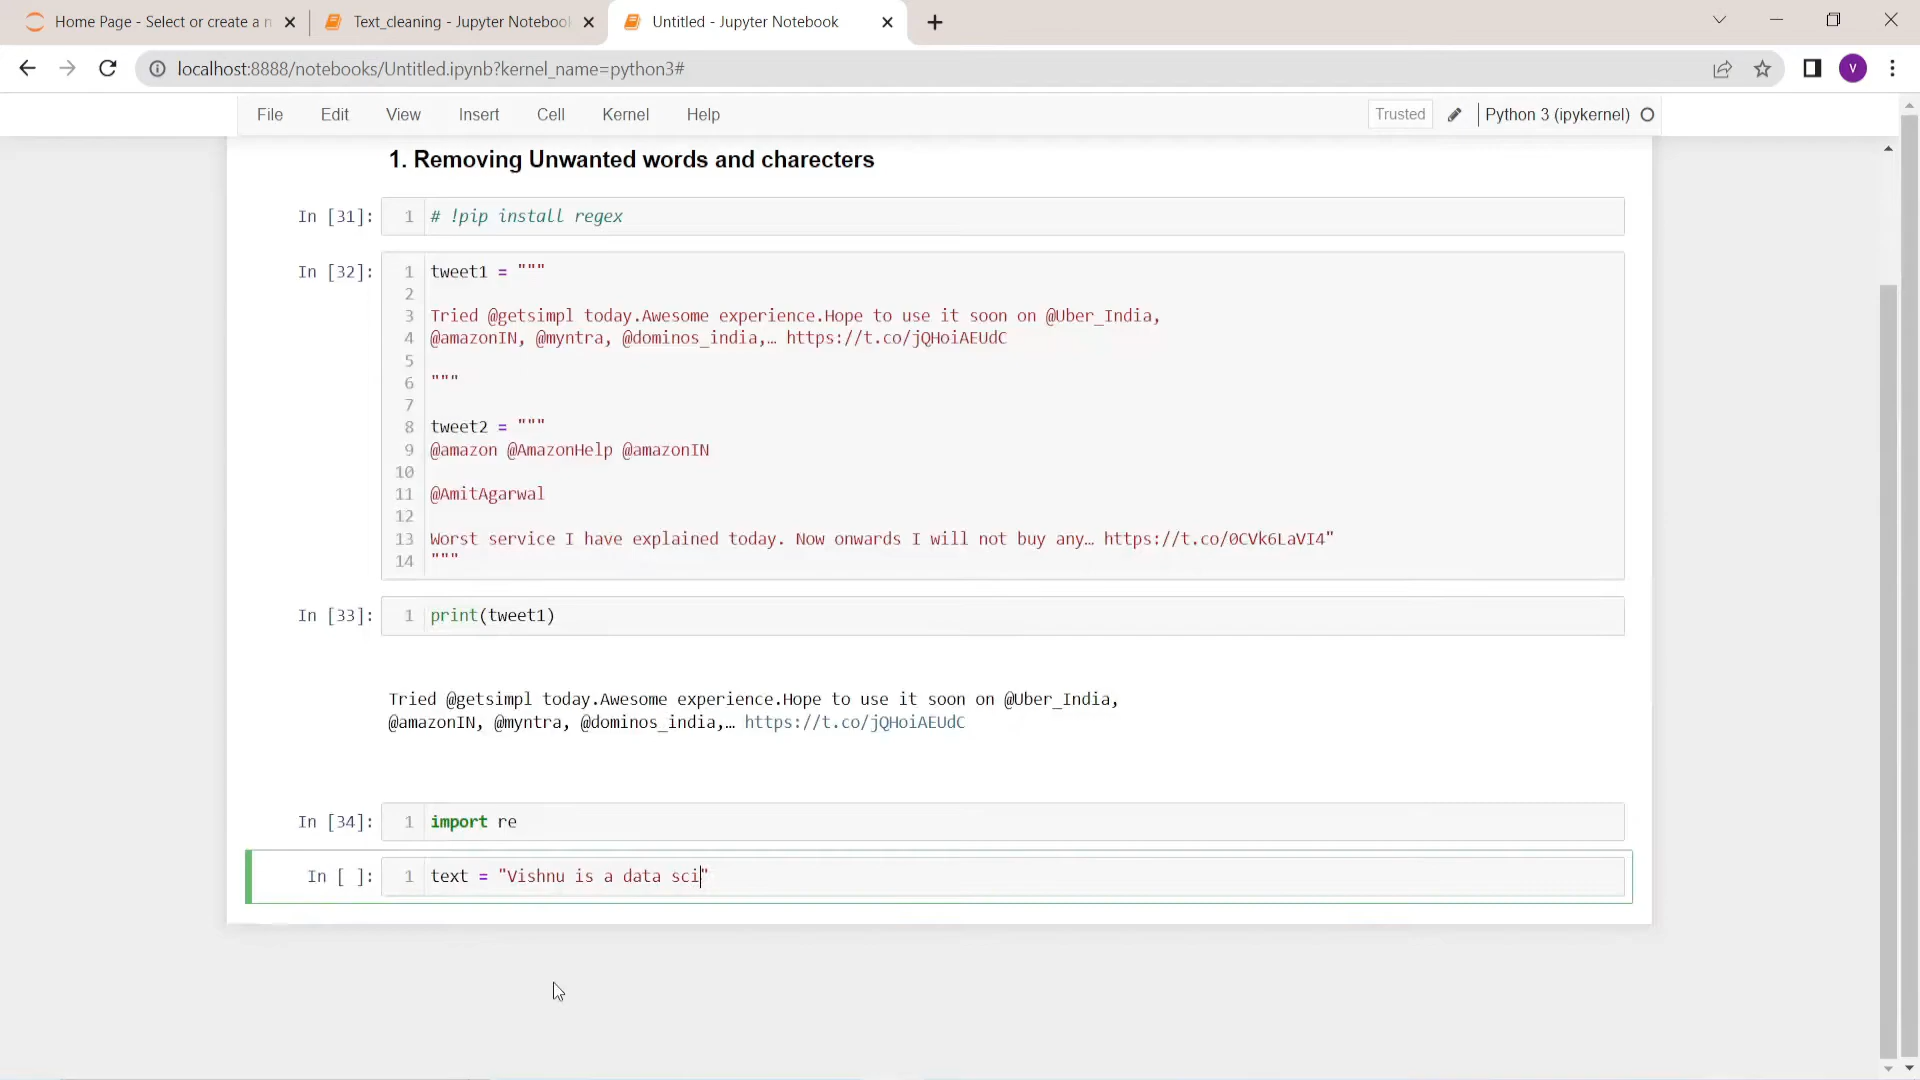 Home Page - Select or create a n
Text_cleaning - Jupyter Notebook
Untitled - Jupyter Notebook
localhost:8888/notebooks/Untitled.ipynb?kernel_name=python3#
V
File Edit View Insert Cell Kernel Help
Trusted
Python 3 (ipykernel)
1. Removing Unwanted words and charecters
In [31]: 1 # !pip install regex
In [32]: 1 tweet1 = """
2
3 Tried @getsimpl today.Awesome experience.Hope to use it soon on @Uber_India,
4 @amazonIN, @myntra, @dominos_india,… https://t.co/jQHoiAEUdC
5
6 """
7
8 tweet2 = """
9 @amazon @AmazonHelp @amazonIN
10
11 @AmitAgarwal
12
13 Worst service I have explained today. Now onwards I will not buy any… https://t.co/0CVk6LaVI4"
14 """
In [33]: 1 print(tweet1)
Tried @getsimpl today.Awesome experience.Hope to use it soon on @Uber_India,
@amazonIN, @myntra, @dominos_india,… https://t.co/jQHoiAEUdC
In [34]: 1 import re
In [ ]: 1 text = "Vishnu is a data sci"